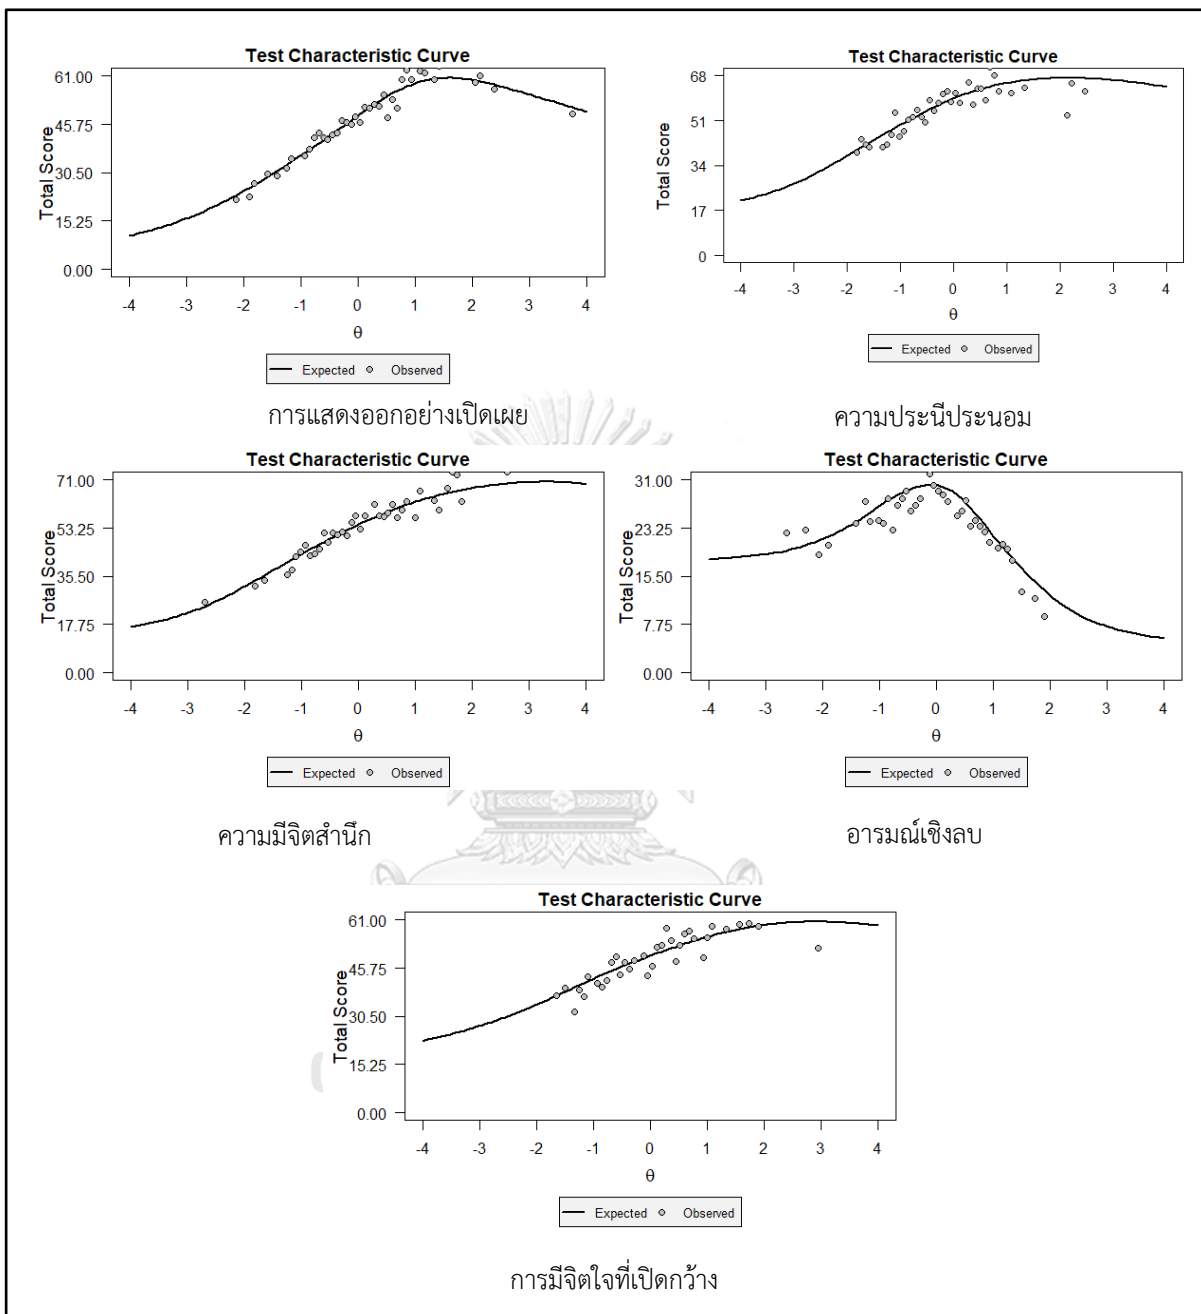 Test Characteristic Curve
Total Score
61.00
45.75
30.50
15.25
0.00
-4 -3 -2 -1 0 1 2 3 4
θ
Expected Observed
การแสดงออกอย่างเปิดเผย
Test Characteristic Curve
Total Score
68
51
34
17
0
-4 -3 -2 -1 0 1 2 3 4
θ
Expected Observed
ความประนีประนอม
Test Characteristic Curve
Total Score
71.00
53.25
35.50
17.75
0.00
-4 -3 -2 -1 0 1 2 3 4
θ
Expected Observed
ความมีจิตสำนึก
Test Characteristic Curve
Total Score
31.00
23.25
15.50
7.75
0.00
-4 -3 -2 -1 0 1 2 3 4
θ
Expected Observed
อารมณ์เชิงลบ
Test Characteristic Curve
Total Score
61.00
45.75
30.50
15.25
0.00
-4 -3 -2 -1 0 1 2 3 4
θ
Expected Observed
การมีจิตใจที่เปิดกว้าง